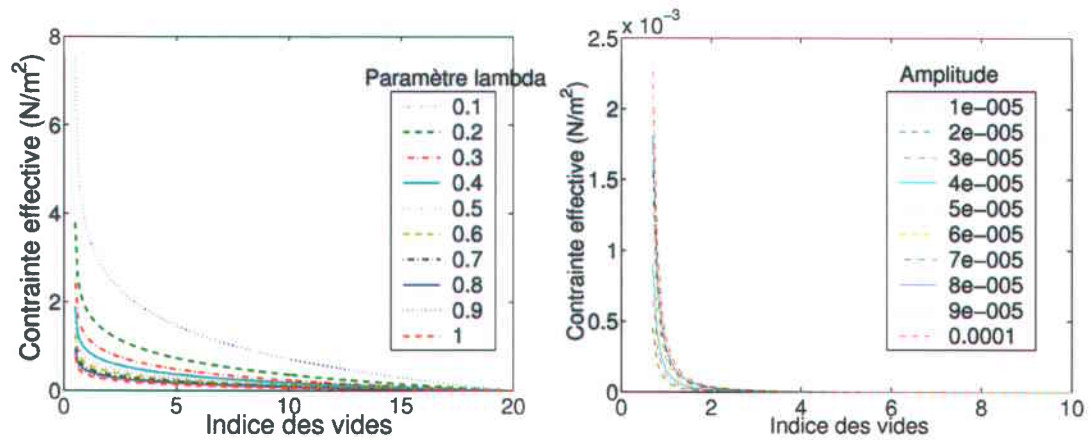 Contrainte effective (N/m²)
8
6
4
2
0
0
5
10
15
20
Indice des vides
Paramètre lambda
0.1
0.2
0.3
0.4
0.5
0.6
0.7
0.8
0.9
1
x 10⁻³
Contrainte effective (N/m²)
2.5
2
1.5
1
0.5
0
0
2
4
6
8
10
Indice des vides
Amplitude
1e−005
2e−005
3e−005
4e−005
5e−005
6e−005
7e−005
8e−005
9e−005
0.0001